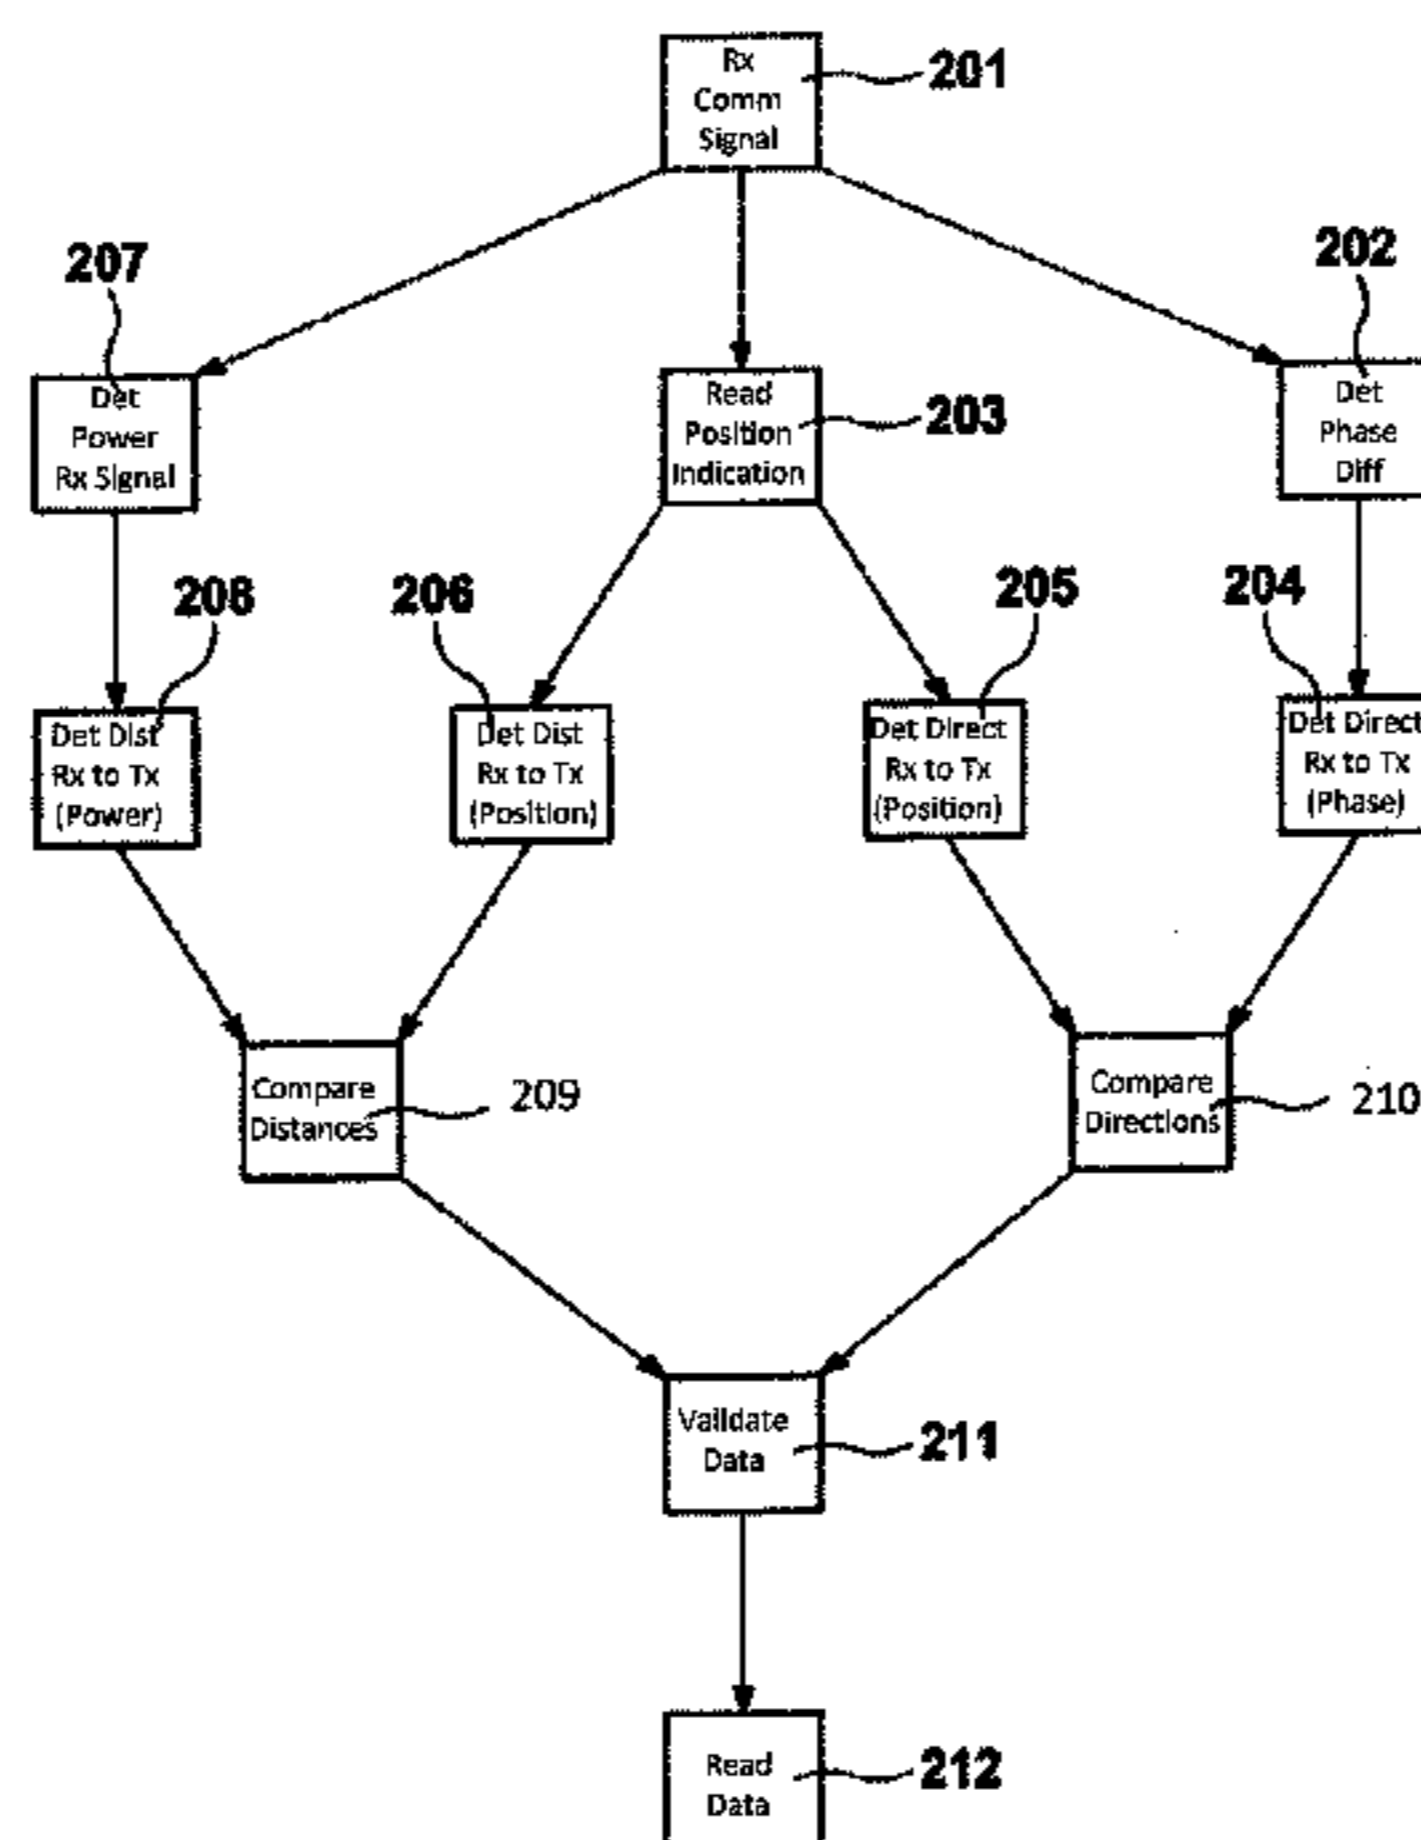 Rx
Comm
Signal
201
207
202
Det
Power
Rx Signal
Read
Position
Indication
203
Det
Phase
Diff
208
206
205
204
Det Dist
Rx to Tx
(Power)
Det Dist
Rx to Tx
(Position)
Det Direct
Rx to Tx
(Position)
Det Direct
Rx to Tx
(Phase)
Compare
Distances
209
Compare
Directions
210
Validate
Data
211
Read
Data
212